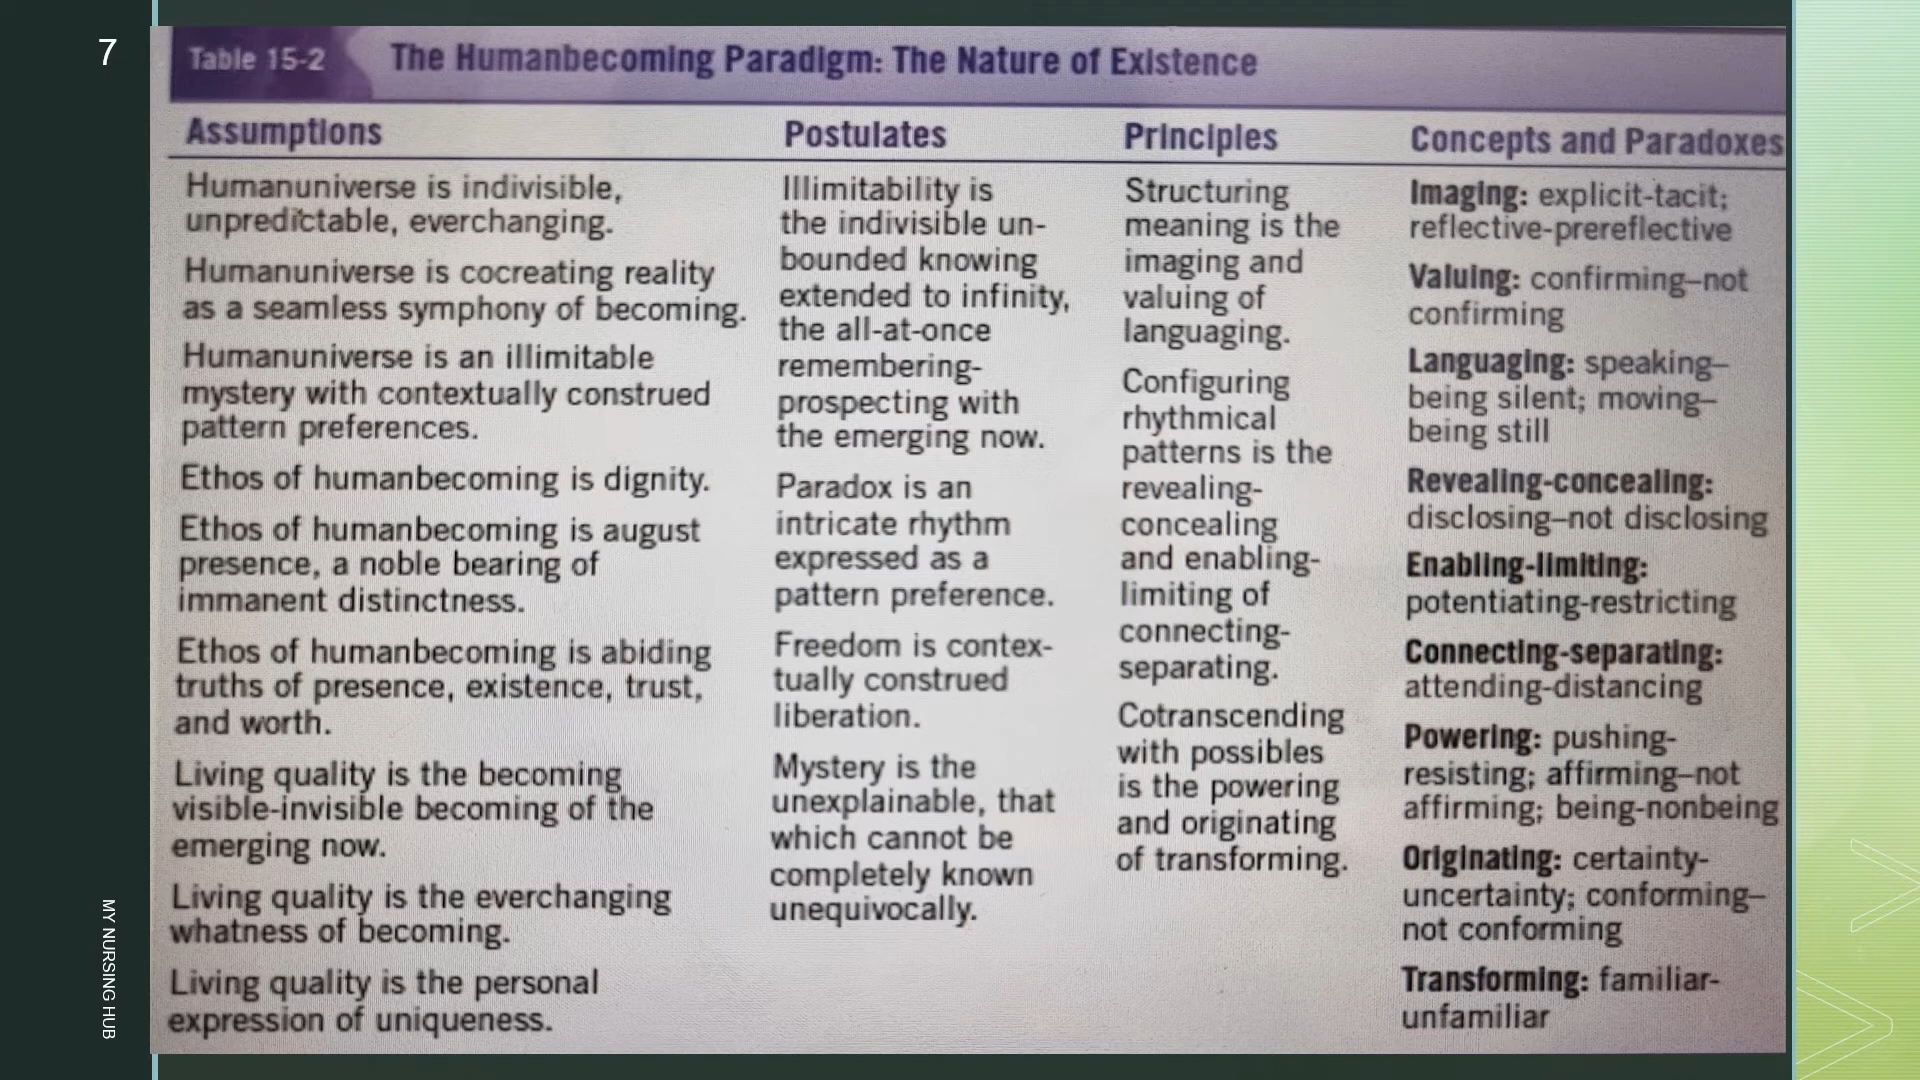 7
Table 15-2
The Humanbecoming Paradigm: The Nature of Existence
Assumptions
Humanuniverse is indivisible,
unpredictable, everchanging.
Humanuniverse is cocreating reality
as a seamless symphony of becoming.
Humanuniverse is an illimitable
mystery with contextually construed
pattern preferences.
Ethos of humanbecoming is dignity.
Ethos of humanbecoming is august
presence, a noble bearing of
immanent distinctness.
Ethos of humanbecoming is abiding
truths of presence, existence, trust,
and worth.
Living quality is the becoming
visible-invisible becoming of the
emerging now.
Living quality is the everchanging
whatness of becoming.
Living quality is the personal
expression of uniqueness.
Postulates
Illimitability is
the indivisible un-
bounded knowing
extended to infinity,
the all-at-once
remembering-
prospecting with
the emerging now.
Paradox is an
intricate rhythm
expressed as a
pattern preference.
Freedom is contex-
tually construed
liberation.
Mystery is the
unexplainable, that
which cannot be
completely known
unequivocally.
Principles
Structuring
meaning is the
imaging and
valuing of
languaging.
Configuring
rhythmical
patterns is the
revealing-
concealing
and enabling-
limiting of
connecting-
separating.
Cotranscending
with possibles
is the powering
and originating
of transforming.
Concepts and Paradoxes
Imaging: explicit-tacit;
reflective-prereflective
Valuing: confirming–not
confirming
Languaging: speaking–
being silent; moving–
being still
Revealing-concealing:
disclosing–not disclosing
Enabling-limiting:
potentiating-restricting
Connecting-separating:
attending-distancing
Powering: pushing-
resisting; affirming–not
affirming; being-nonbeing
Originating: certainty-
uncertainty; conforming–
not conforming
Transforming: familiar-
unfamiliar
MY NURSING HUB